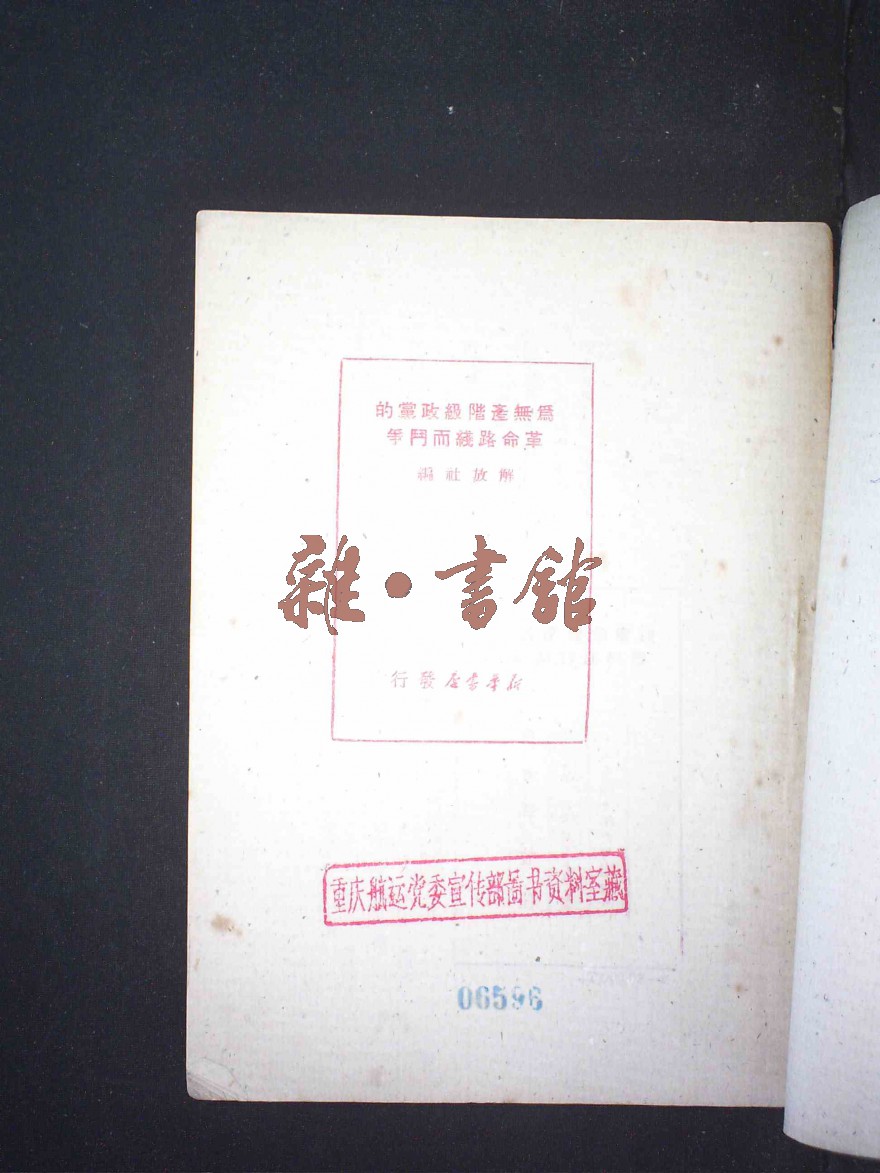 爲無產階級政黨的
革命路綫而鬥爭
解放社編
雜·書館
新華書店發行
重庆航运党委宣传部啚书资料室藏
06596